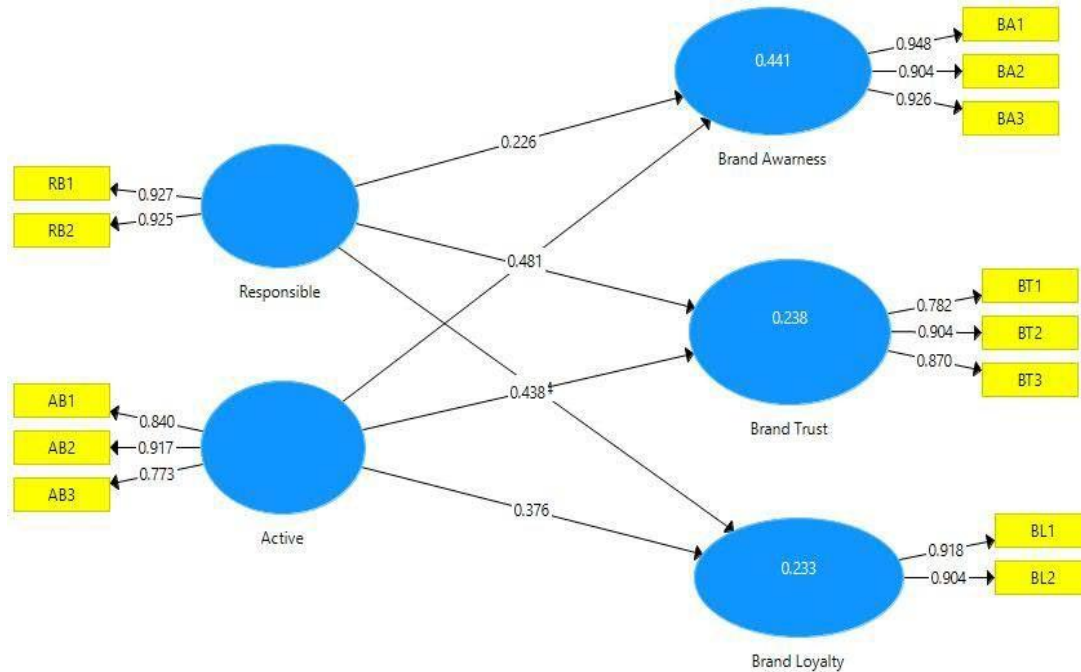 BA1
0.948
0.441
BA2
0.904
0.926
BA3
0.226
Brand Awarness
RB1
0.927
0.925
RB2
Responsible
0.481
BT1
0.782
0.238
BT2
0.904
0.870
BT3
AB1
0.840
0.438
Brand Trust
AB2
0.917
0.773
AB3
0.376
Active
BL1
0.918
0.233
BL2
0.904
Brand Loyalty